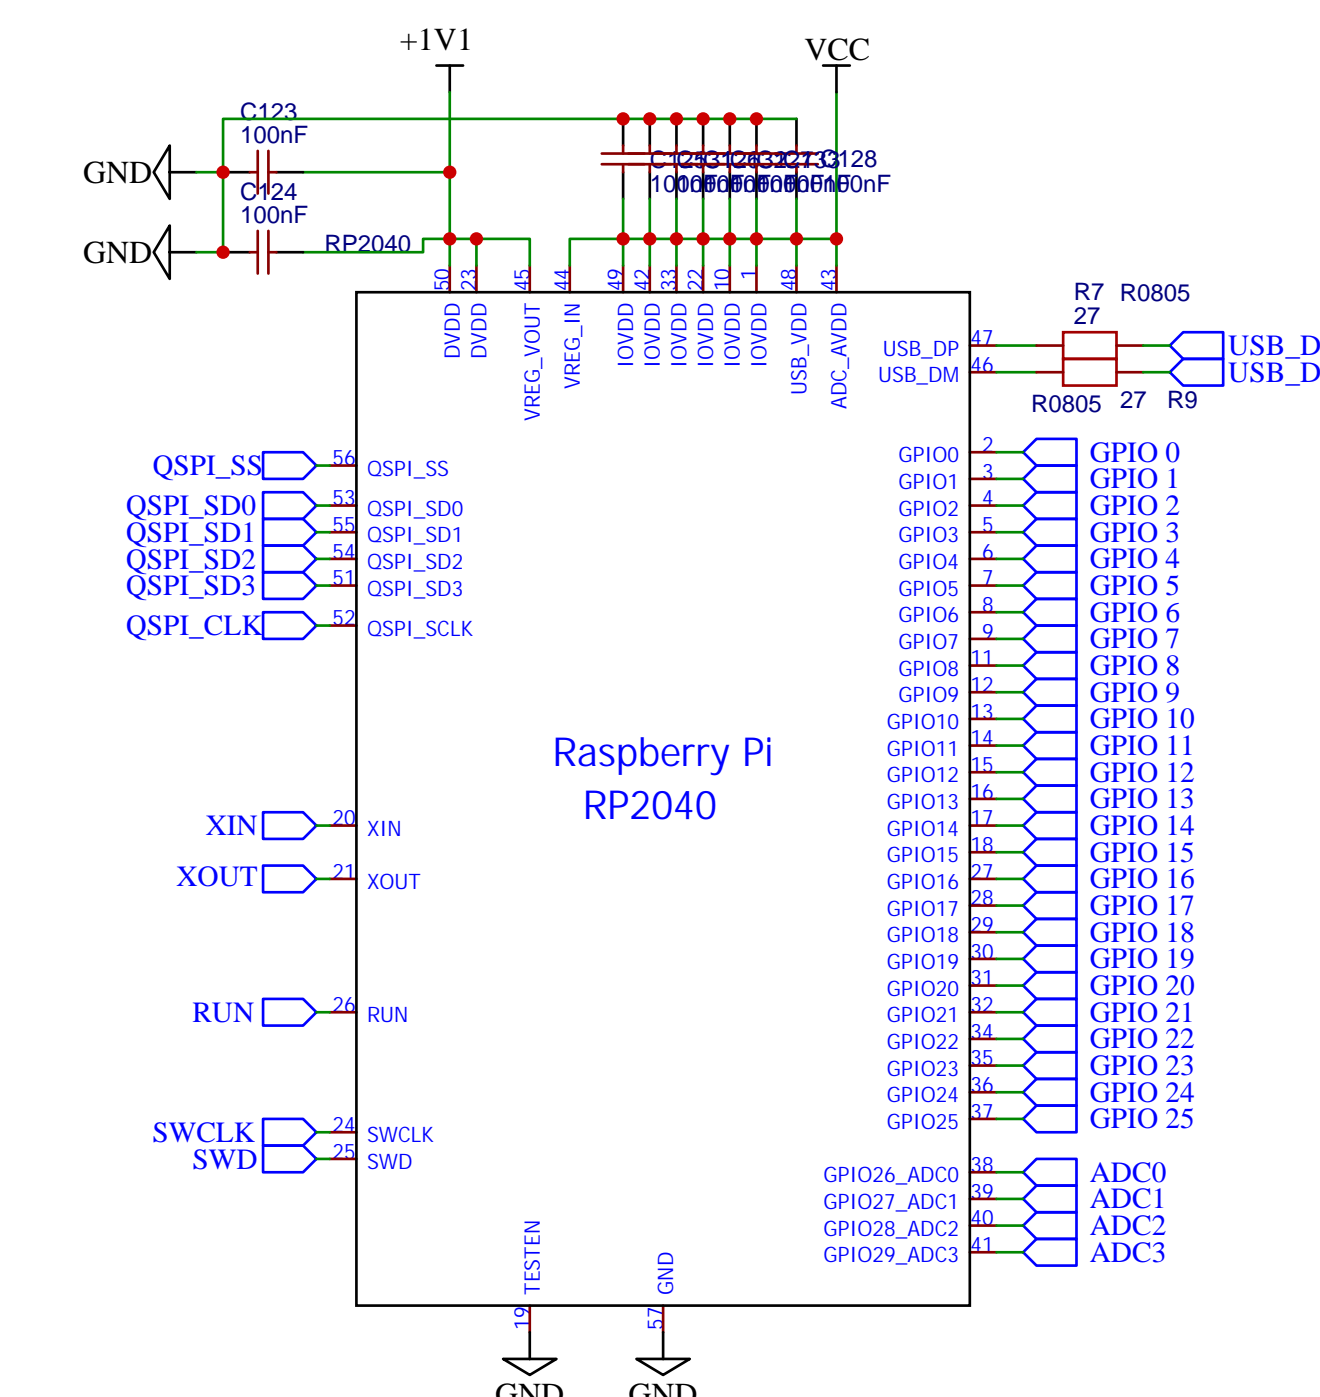 +1V1
VCC
C123
100nF
GND
C124
100nF
GND
RP2040
C128
50
23
45
44
49
42
33
22
10
1
48
43
DVDD
DVDD
VREG_VOUT
VREG_IN
IOVDD
IOVDD
IOVDD
IOVDD
IOVDD
IOVDD
USB_VDD
ADC_AVDD
R7 R0805
27
USB_DP 47 USB_D
USB_DM 46 USB_D
R0805 27 R9
QSPI_SS 56 QSPI_SS
QSPI_SD0 53 QSPI_SD0
QSPI_SD1 55 QSPI_SD1
QSPI_SD2 54 QSPI_SD2
QSPI_SD3 51 QSPI_SD3
QSPI_CLK 52 QSPI_SCLK
Raspberry Pi
RP2040
XIN 20 XIN
XOUT 21 XOUT
RUN 26 RUN
SWCLK 24 SWCLK
SWD 25 SWD
GPIO0 2 GPIO 0
GPIO1 3 GPIO 1
GPIO2 4 GPIO 2
GPIO3 5 GPIO 3
GPIO4 6 GPIO 4
GPIO5 7 GPIO 5
GPIO6 8 GPIO 6
GPIO7 9 GPIO 7
GPIO8 11 GPIO 8
GPIO9 12 GPIO 9
GPIO10 13 GPIO 10
GPIO11 14 GPIO 11
GPIO12 15 GPIO 12
GPIO13 16 GPIO 13
GPIO14 17 GPIO 14
GPIO15 18 GPIO 15
GPIO16 27 GPIO 16
GPIO17 28 GPIO 17
GPIO18 29 GPIO 18
GPIO19 30 GPIO 19
GPIO20 31 GPIO 20
GPIO21 32 GPIO 21
GPIO22 34 GPIO 22
GPIO23 35 GPIO 23
GPIO24 36 GPIO 24
GPIO25 37 GPIO 25
GPIO26_ADC0 38 ADC0
GPIO27_ADC1 39 ADC1
GPIO28_ADC2 40 ADC2
GPIO29_ADC3 41 ADC3
TESTEN
GND
19
57
GND
GND